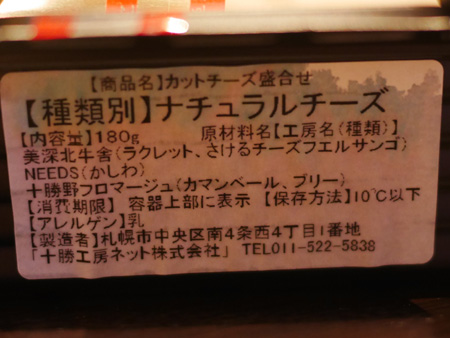 【商品名】カットチーズ盛合せ
【種類別】ナチュラルチーズ
【内容量】180g 原材料名【工房名(種類)】
美深北牛舎(ラクレット、さけるチーズフエルサンゴ)
NEEDS(かしわ)
十勝野フロマージュ(カマンベール、ブリー)
【消費期限】 容器上部に表示 【保存方法】10℃以下
【アレルゲン】乳
【製造者】札幌市中央区南4条西4丁目1番地
「十勝工房ネット株式会社」 TEL011-522-5838